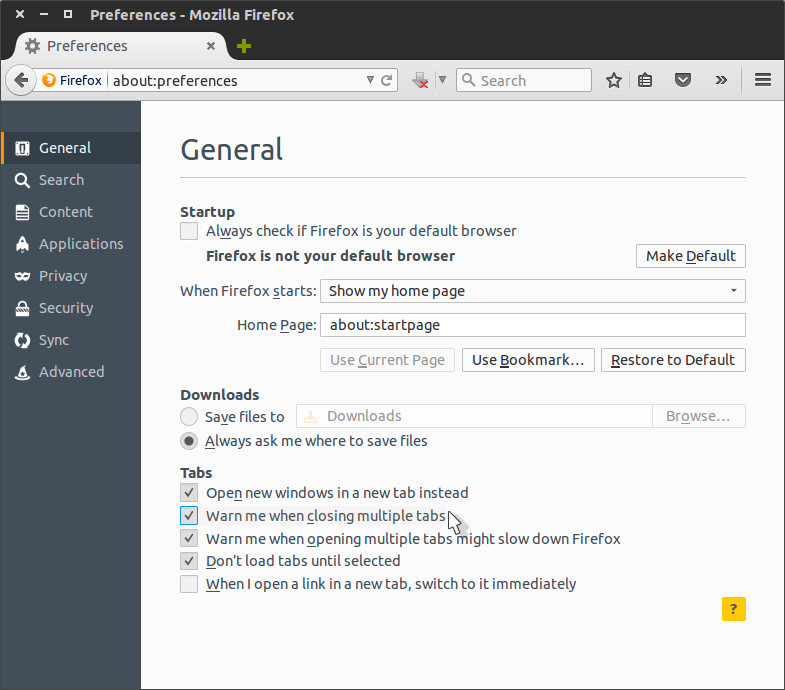 Preferences - Mozilla Firefox
Preferences
Firefox about:preferences Search
General
Search
Content
Applications
Privacy
Security
Sync
Advanced
General
Startup
Always check if Firefox is your default browser
Firefox is not your default browser Make Default
When Firefox starts: Show my home page
Home Page: about:startpage
Use Current Page Use Bookmark... Restore to Default
Downloads
Save files to Downloads Browse...
Always ask me where to save files
Tabs
Open new windows in a new tab instead
Warn me when closing multiple tabs
Warn me when opening multiple tabs might slow down Firefox
Don't load tabs until selected
When I open a link in a new tab, switch to it immediately
?